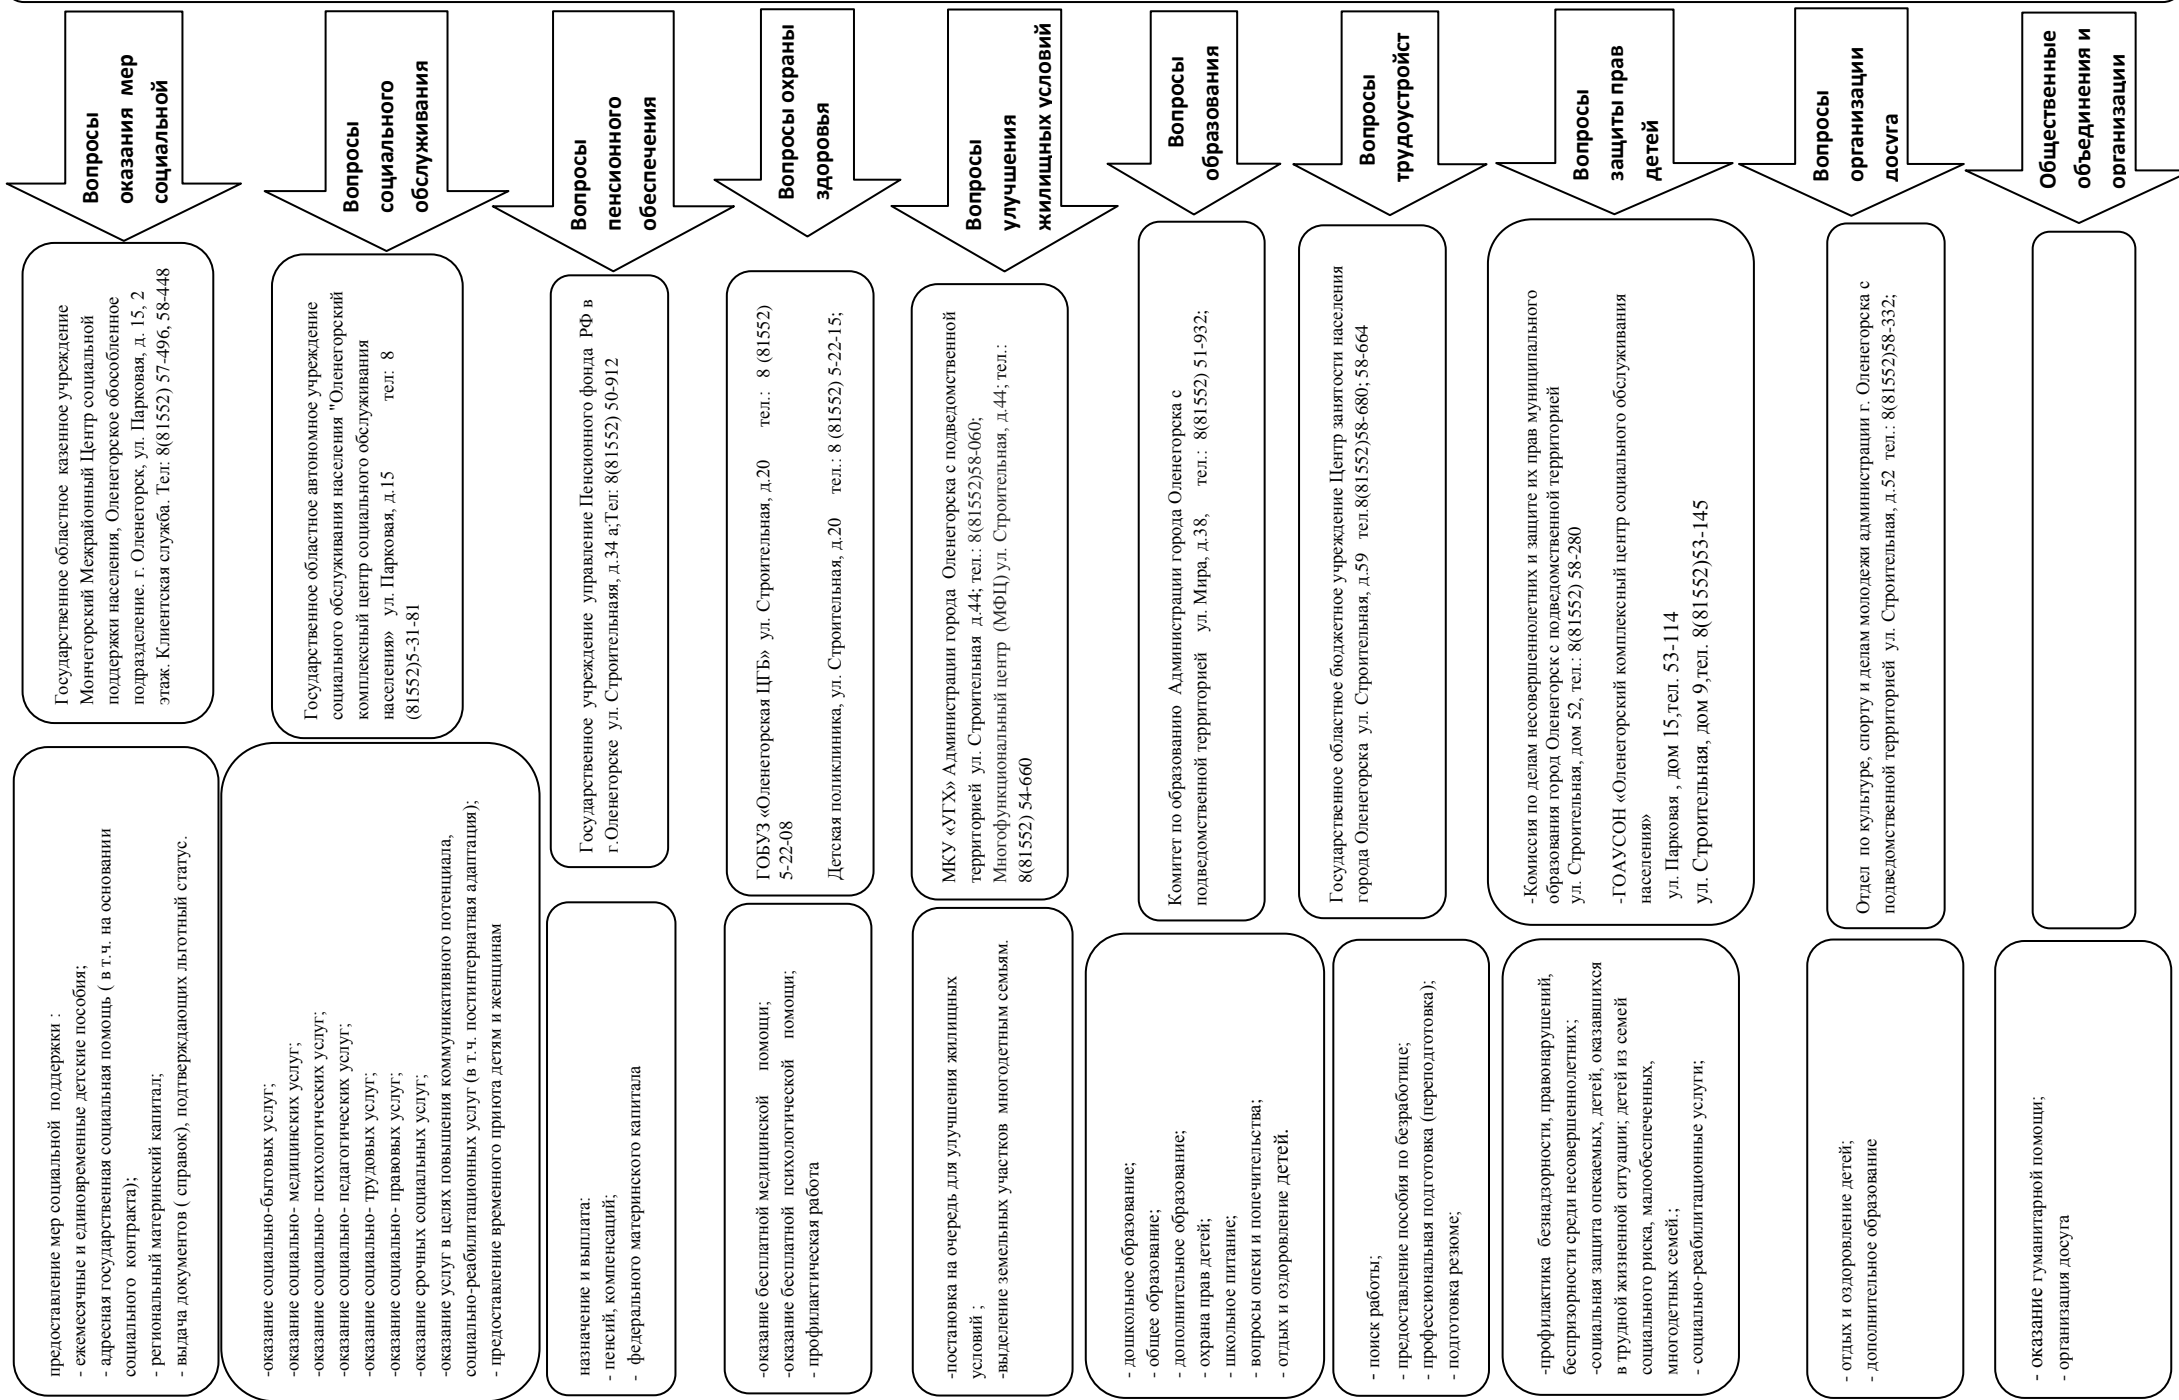 Вопросы
оказания мер
социальной
Государственное областное казенное учреждение
Мончегорский Межрайонный Центр социальной
поддержки населения, Оленегорское обособленное
подразделение. г. Оленегорск, ул. Парковая, д. 15, 2
этаж. Клиентская служба. Тел: 8(81552) 57-496, 58-448
предоставление мер социальной поддержки :
- ежемесячные и единовременные детские пособия;
- адресная государственная социальная помощь ( в т.ч. на основании
социального контракта);
- региональный материнский капитал;
- выдача документов ( справок), подтверждающих льготный статус.
Вопросы
социального
обслуживания
Государственное областное автономное учреждение
социального обслуживания населения "Оленегорский
комплексный центр социального обслуживания
населения» ул. Парковая, д.15 тел: 8
(81552)5-31-81
-оказание социально-бытовых услуг;
-оказание социально- медицинских услуг;
-оказание социально- психологических услуг;
-оказание социально- педагогических услуг;
-оказание социально- трудовых услуг;
-оказание социально- правовых услуг;
-оказание срочных социальных услуг;
-оказание услуг в целях повышения коммуникативного потенциала,
социально-реабилитационных услуг (в т.ч. постинтернатная адаптация);
- предоставление временного приюта детям и женщинам
Вопросы
пенсионного
обеспечения
Государственное учреждение управление Пенсионного фонда РФ в
г.Оленегорске ул. Строительнаяя, д.34 а;Тел: 8(81552) 50-912
назначение и выплата:
- пенсий, компенсаций;
- федерального материнского капитала
Вопросы охраны
здоровья
ГОБУЗ «Оленегорская ЦГБ» ул. Строительная, д.20 тел.: 8 (81552)
5-22-08
Детская поликлиника, ул. Строительная, д.20 тел.: 8 (81552) 5-22-15;
-оказание бесплатной медицинской помощи;
-оказание бесплатной психологической помощи;
- профилактическая работа
Вопросы
улучшения
жилищных условий
МКУ «УГХ» Администрации города Оленегорска с подведомственной
территорией ул. Строительная д.44; тел.: 8(81552)58-060;
Многофункциональный центр (МФЦ) ул. Строительная, д.44; тел.:
8(81552) 54-660
-постановка на очередь для улучшения жилищных
условий ;
-выделение земельных участков многодетным семьям.
Вопросы
образования
Комитет по образованию Администрации города Оленегорска с
подведомственной территорией ул. Мира, д.38, тел.: 8(81552) 51-932;
- дошкольное образование;
- общее образование;
- дополнительное образование;
- охрана прав детей;
- школьное питание;
- вопросы опеки и попечительства;
- отдых и оздоровление детей.
Вопросы
трудоустройст
Государственное областное бюджетное учреждение Центр занятости населения
города Оленегорска ул. Строительная, д.59 тел.8(81552)58-680; 58-664
- поиск работы;
- предоставление пособия по безработице;
- профессиональная подготовка (переподготовка);
- подготовка резюме;
Вопросы
защиты прав
детей
-Комиссия по делам несовершеннолетних и защите их прав муниципального
образования город Оленегорск с подведомственной территорией
ул. Строительная, дом 52, тел.: 8(81552) 58-280
-ГОАУСОН «Оленегорский комплексный центр социального обслуживания
населения»
ул. Парковая , дом 15,тел. 53-114
ул. Строительная, дом 9,тел. 8(81552)53-145
-профилактика безнадзорности, правонарушений,
беспризорности среди несовершеннолетних;
-социальная защита опекаемых, детей, оказавшихся
в трудной жизненной ситуации; детей из семей
социального риска, малообеспеченных,
многодетных семей.;
- социально-реабилитационные услуги;
Вопросы
организации
досуга
Отдел по культуре, спорту и делам молодежи администрации г. Оленегорска с
подведомственной территорией ул. Строительная, д.52 тел.: 8(81552)58-332;
- отдых и оздоровление детей;
- дополнительное образование
Общественные
объединения и
организации
- оказание гуманитарной помощи;
- организация досуга